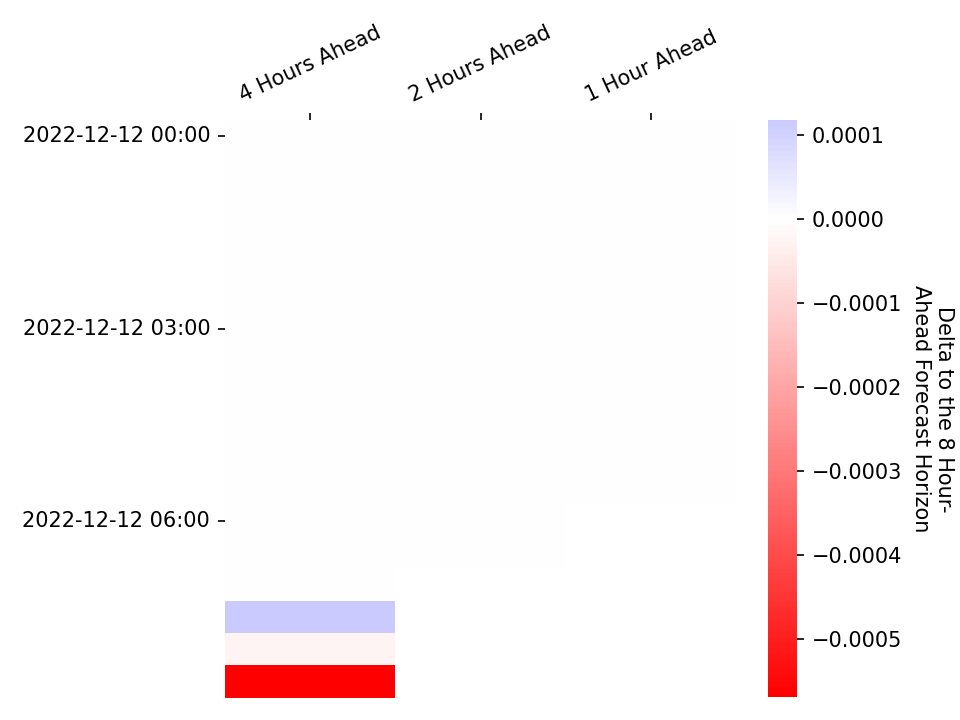 4 Hours Ahead
2 Hours Ahead
1 Hour Ahead
2022-12-12 00:00
2022-12-12 03:00
2022-12-12 06:00
0.0001
0.0000
−0.0001
−0.0002
−0.0003
−0.0004
−0.0005
Delta to the 8 Hour-
Ahead Forecast Horizon